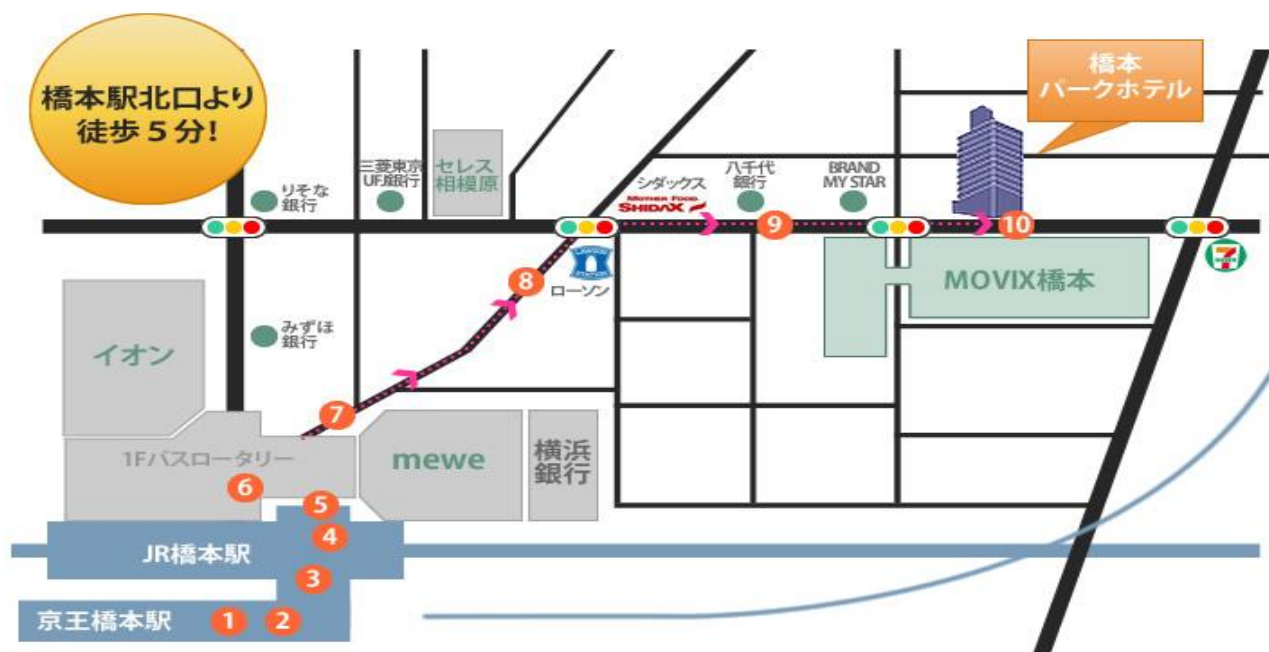 橋本駅北口より
徒歩5分!
橋本
パークホテル
りそな
銀行
三菱東京
UFJ銀行
セレス
相模原
シダックス
MOTHER FOOD
SHIDAX
八千代
銀行
BRAND
MY STAR
9
10
8
LAWSON
STATION
ローソン
MOVIX橋本
7
みずほ
銀行
イオン
7
1Fバスロータリー
mewe
横浜
銀行
6
5
4
JR橋本駅
3
京王橋本駅
1
2